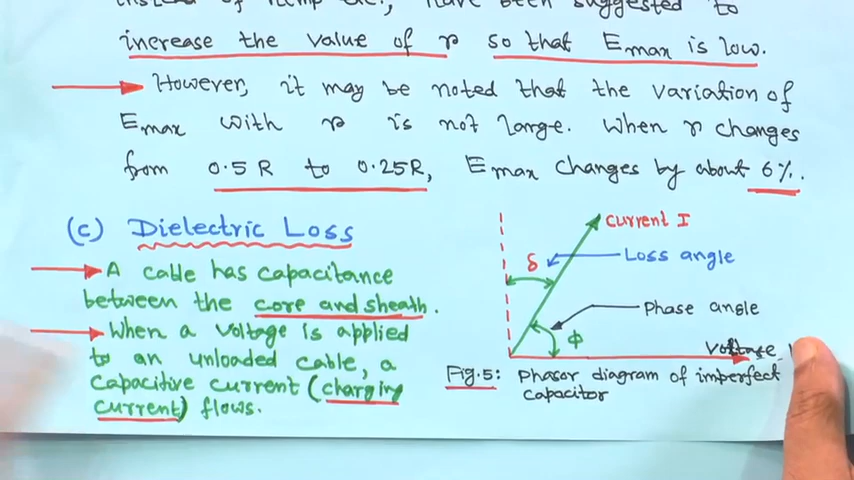 increase the value of r so that Emax is low.
However, it may be noted that the variation of
Emax with r is not large. When r changes
from 0.5 R to 0.25R, Emax changes by about 6%.
(c) Dielectric Loss
A cable has capacitance
between the core and sheath.
When a voltage is applied
to an unloaded cable, a
capacitive current (charging
current) flows.
current I
δ
Loss angle
Phase angle
Φ
Voltage
Fig.5: Phasor diagram of imperfect
capacitor